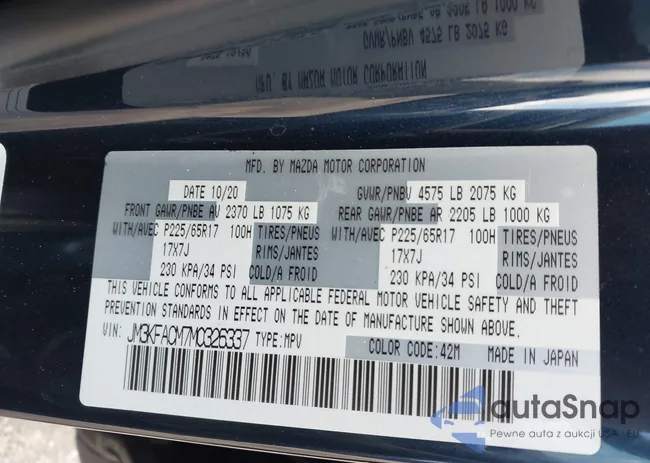 MFD. BY MAZDA MOTOR CORPORATION
DATE 10/20 GVWR/PNBV 4575 LB 2075 KG
FRONT GAWR/PNBE AV 2370 LB 1075 KG REAR GAWR/PNBE AR 2205 LB 1000 KG
WITH/AVEC P225/65R17 100H TIRES/PNEUS WITH/AVEC P225/65R17 100H TIRES/PNEUS
17X7J RIMS/JANTES 17X7J RIMS/JANTES
230 KPA/34 PSI COLD/A FROID 230 KPA/34 PSI COLD/A FROID
THIS VEHICLE CONFORMS TO ALL APPLICABLE FEDERAL MOTOR VEHICLE SAFETY AND THEFT
PREVENTION STANDARDS IN EFFECT ON THE DATE OF MANUFACTURE SHOWN ABOVE.
VIN: JM3KFACM7M0326337 TYPE:MPV
COLOR CODE:42M MADE IN JAPAN
autaSnap
Pewne auta z aukcji USA i EU